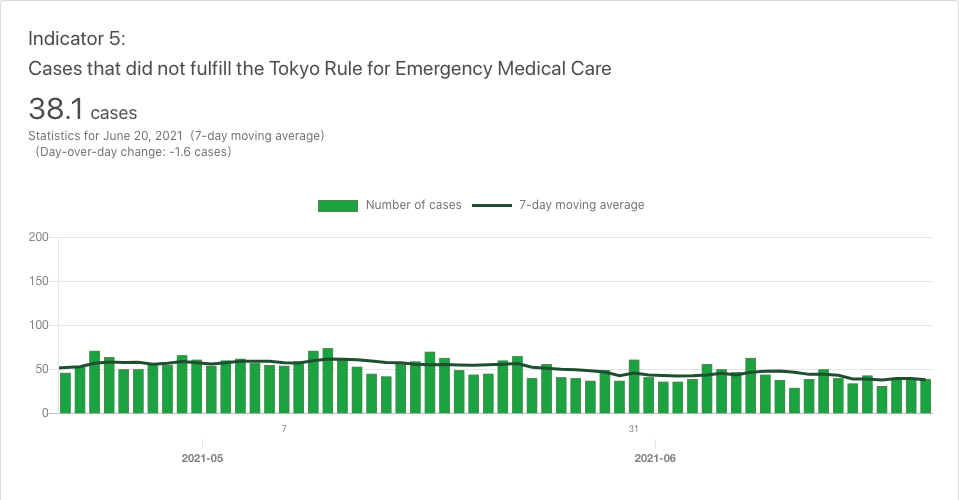 Indicator 5:
Cases that did not fulfill the Tokyo Rule for Emergency Medical Care
38.1 cases
Statistics for June 20, 2021 (7-day moving average)
(Day-over-day change: -1.6 cases)
Number of cases 7-day moving average
200
150
100
50
0
7 31
2021-05 2021-06